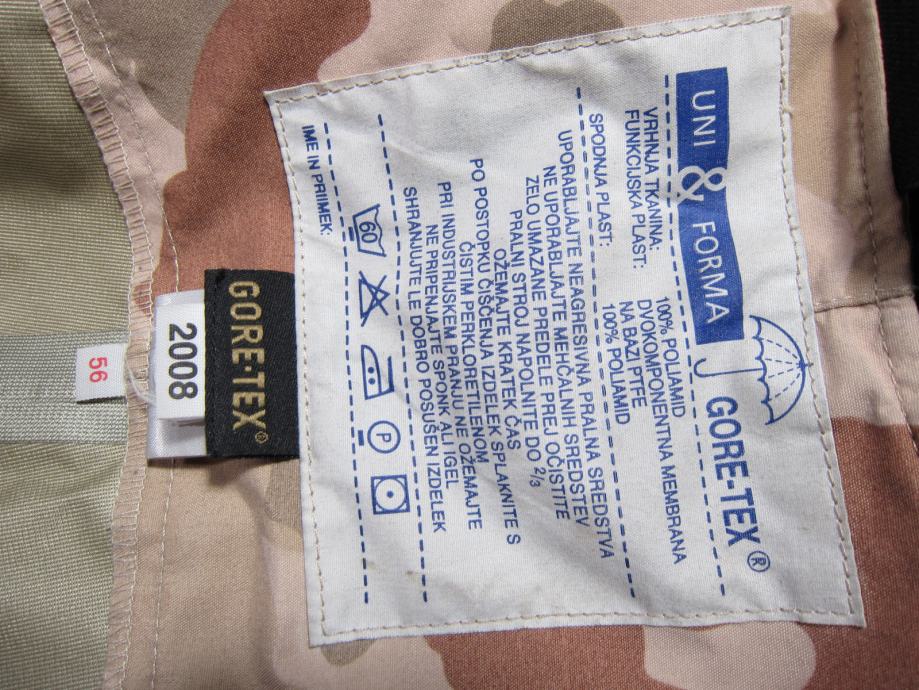 UNI & FORMA GORE-TEX®
VRHNJA TKANINA: 100% POLIAMID
FUNKCIJSKA PLAST: DVOKOMPONENTNA MEMBRANA
NA BAZI PTFE
SPODNJA PLAST: 100% POLIAMID
UPORABLJAJTE NEAGRESIVNA PRALNA SREDSTVA
NE UPORABLJAJTE MEHČALNIH SREDSTEV
ZELO UMAZANE PREDELE PREJ OČISTITE
PRALNI STROJ NAPOLNITE DO 2/3
OŽEMAJTE KRATEK ČAS
PO POSTOPKU ČIŠČENJA IZDELEK SPLAKNITE S
ČISTIM PERKLORETILENOM
PRI INDUSTRIJSKEM PRANJU NE OŽEMAJTE
NE PRIPENJAJTE SPONK ALI IGEL
SHRANJUJTE LE DOBRO POSUŠEN IZDELEK
60 P
IME IN PRIIMEK:
GORE-TEX®
2008
56